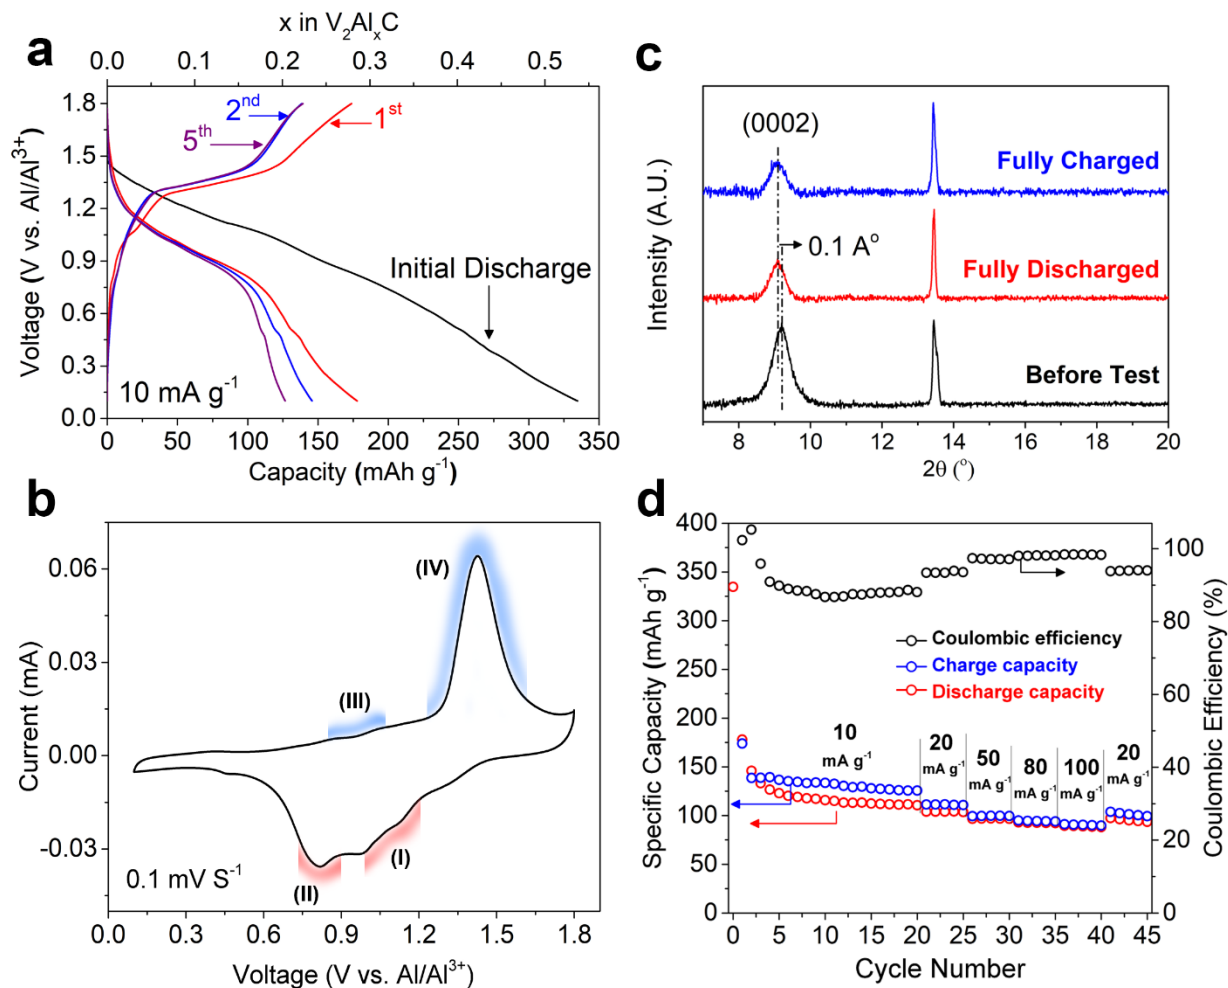 a
x in V₂AlₓC
0.0 0.1 0.2 0.3 0.4 0.5
1.8
1.5
1.2
0.9
0.6
0.3
0.0
Voltage (V vs. Al/Al³⁺)
2ⁿᵈ
1ˢᵗ
5ᵗʰ
Initial Discharge
10 mA g⁻¹
0 50 100 150 200 250 300 350
Capacity (mAh g⁻¹)
c
Intensity (A.U.)
(0002)
Fully Charged
0.1 Aᵒ
Fully Discharged
Before Test
8 10 12 14 16 18 20
2θ (°)
b
0.06
0.03
0.00
-0.03
Current (mA)
(IV)
(III)
(I)
(II)
0.1 mV S⁻¹
0.0 0.3 0.6 0.9 1.2 1.5 1.8
Voltage (V vs. Al/Al³⁺)
d
400
350
300
250
200
150
100
50
0
Specific Capacity (mAh g⁻¹)
Coulombic efficiency
Charge capacity
Discharge capacity
10
mA g⁻¹
20
mA g⁻¹
50
mA g⁻¹
80
mA g⁻¹
100
mA g⁻¹
20
mA g⁻¹
100
80
60
40
20
0
Coulombic Efficiency (%)
0 5 10 15 20 25 30 35 40 45
Cycle Number